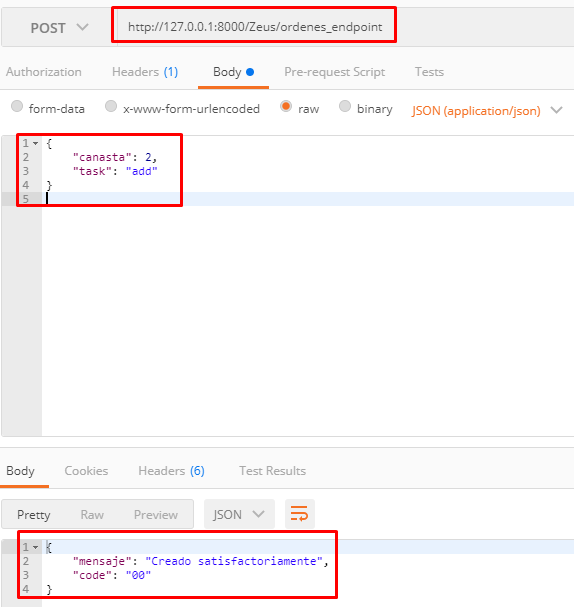 POST http://127.0.0.1:8000/Zeus/ordenes_endpoint
Authorization Headers (1) Body Pre-request Script Tests
form-data x-www-form-urlencoded raw binary JSON (application/json)
1 {
2 "canasta": 2,
3 "task": "add"
4 }
5
Body Cookies Headers (6) Test Results
Pretty Raw Preview JSON
1 {
2 "mensaje": "Creado satisfactoriamente",
3 "code": "00"
4 }